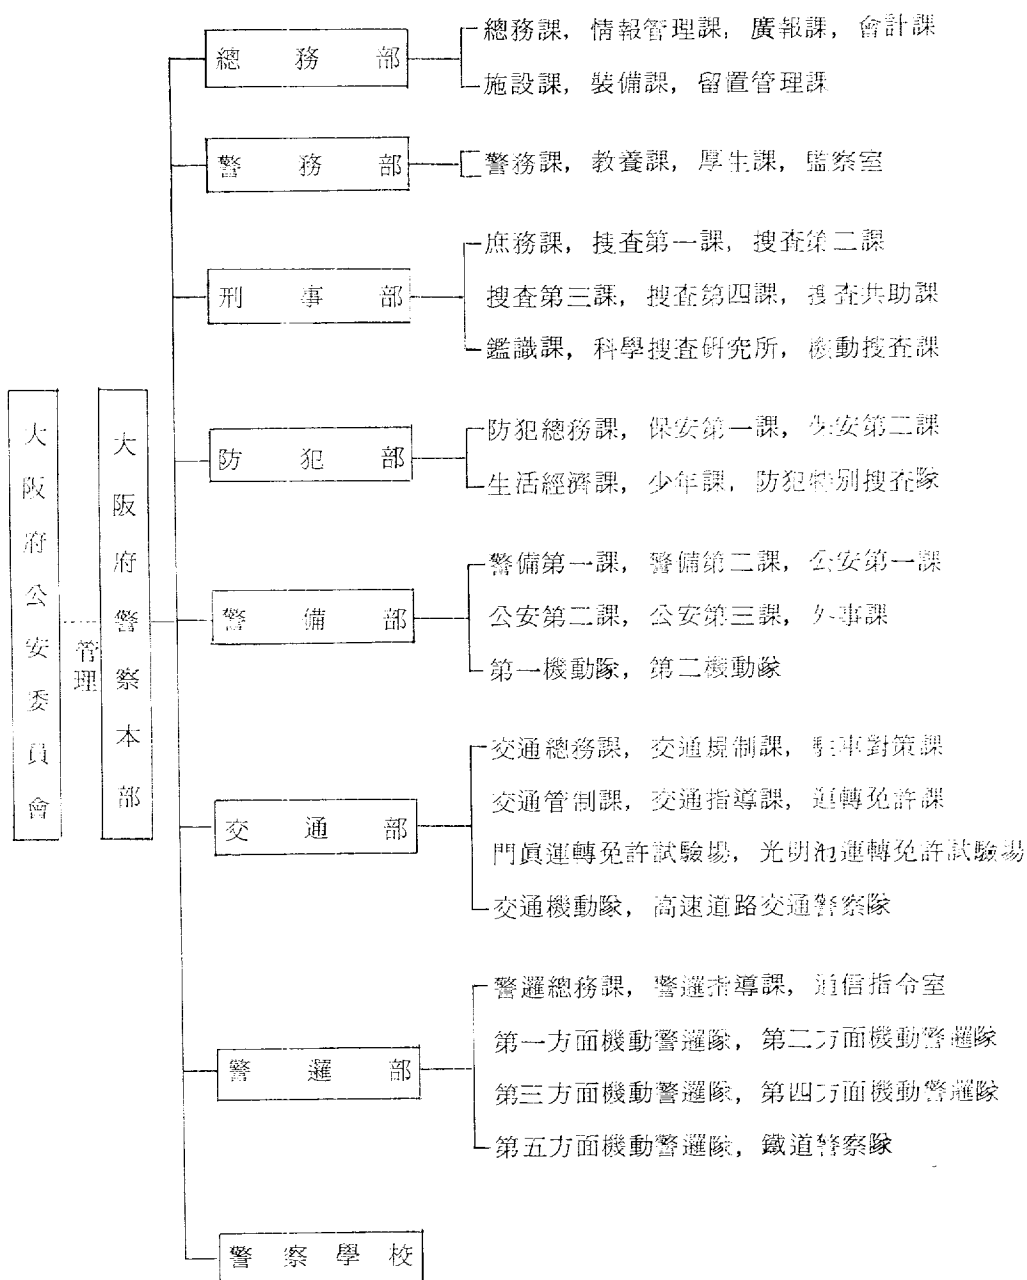 大阪府公安委員會
管理
大阪府警察本部
總務部
總務課, 情報管理課, 廣報課, 會計課
施設課, 裝備課, 留置管理課
警務部
警務課, 教養課, 厚生課, 監察室
刑事部
庶務課, 搜查第一課, 搜查第二課
搜查第三課, 搜查第四課, 搜查共助課
鑑識課, 科學搜查硏究所, 機動搜查課
防犯部
防犯總務課, 保安第一課, 保安第二課
生活經濟課, 少年課, 防犯特別搜查隊
警備部
警備第一課, 警備第二課, 公安第一課
公安第二課, 公安第三課, 外事課
第一機動隊, 第二機動隊
交通部
交通總務課, 交通規制課, 駐車對策課
交通管制課, 交通指導課, 運轉免許課
門眞運轉免許試驗場, 光明池運轉免許試驗場
交通機動隊, 高速道路交通警察隊
警邏部
警邏總務課, 警邏指導課, 通信指令室
第一方面機動警邏隊, 第二方面機動警邏隊
第三方面機動警邏隊, 第四方面機動警邏隊
第五方面機動警邏隊, 鐵道警察隊
警察學校